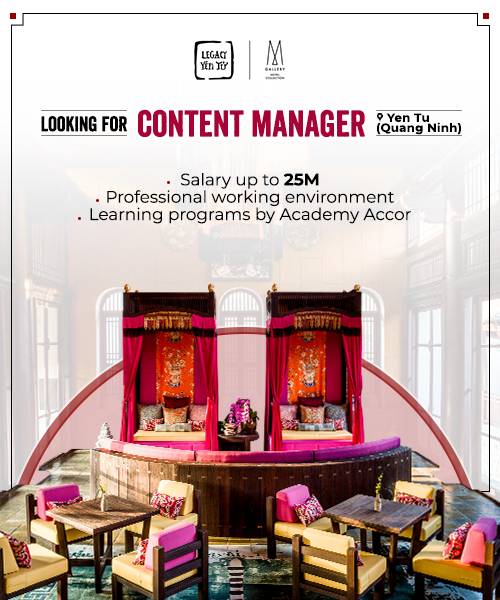 LEGACY
YÊN TỬ
M
GALLERY
HOTEL
COLLECTION
LOOKING FOR CONTENT MANAGER
Yen Tu
(Quang Ninh)
• Salary up to 25M
• Professional working environment
• Learning programs by Academy Accor